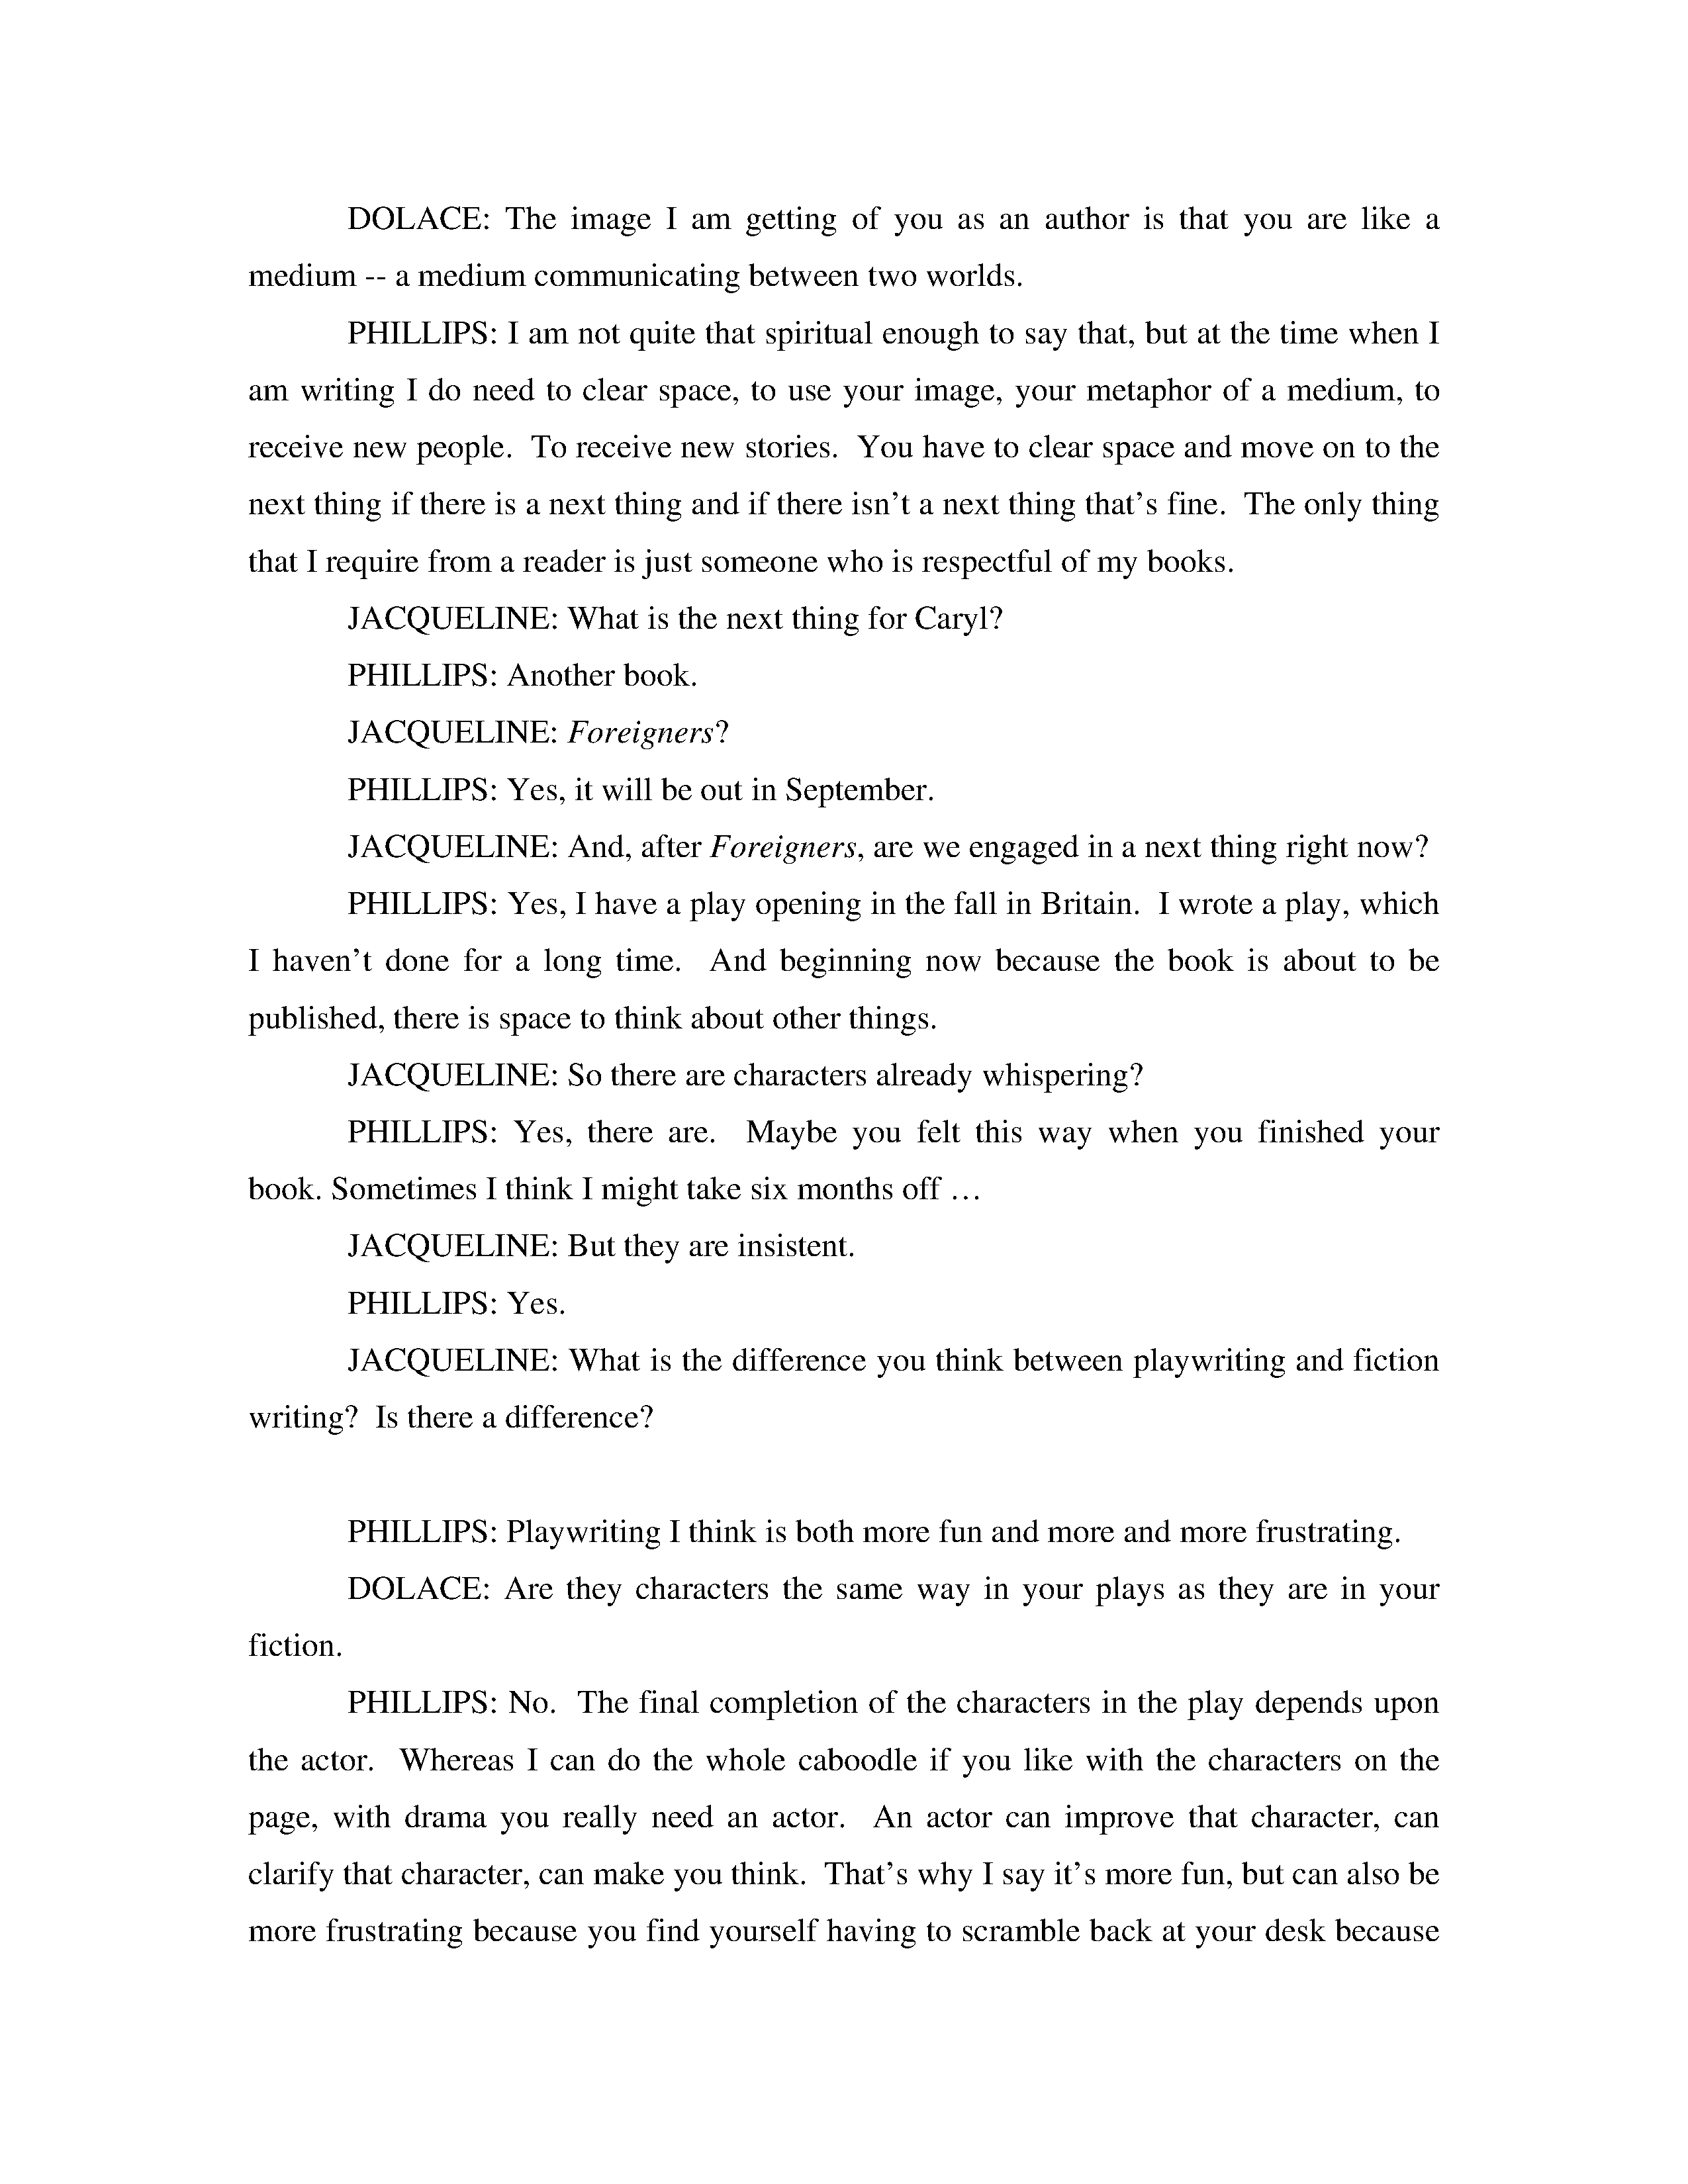 DOLACE: The image I am getting of you as an author is that you are like a
medium -- a medium communicating between two worlds.
PHILLIPS: I am not quite that spiritual enough to say that, but at the time when I
am writing I do need to clear space, to use your image, your metaphor of a medium, to
receive new people.  To receive new stories.  You have to clear space and move on to the
next thing if there is a next thing and if there isn’t a next thing that’s fine.  The only thing
that I require from a reader is just someone who is respectful of my books.
JACQUELINE: What is the next thing for Caryl?
PHILLIPS: Another book.
JACQUELINE: Foreigners?
PHILLIPS: Yes, it will be out in September.
JACQUELINE: And, after Foreigners, are we engaged in a next thing right now?
PHILLIPS: Yes, I have a play opening in the fall in Britain.  I wrote a play, which
I haven’t done for a long time.  And beginning now because the book is about to be
published, there is space to think about other things.
JACQUELINE: So there are characters already whispering?
PHILLIPS: Yes, there are.  Maybe you felt this way when you finished your
book. Sometimes I think I might take six months off …
JACQUELINE: But they are insistent.
PHILLIPS: Yes.
JACQUELINE: What is the difference you think between playwriting and fiction
writing?  Is there a difference?
PHILLIPS: Playwriting I think is both more fun and more and more frustrating.
DOLACE: Are they characters the same way in your plays as they are in your
fiction.
PHILLIPS: No.  The final completion of the characters in the play depends upon
the actor.  Whereas I can do the whole caboodle if you like with the characters on the
page, with drama you really need an actor.  An actor can improve that character, can
clarify that character, can make you think.  That’s why I say it’s more fun, but can also be
more frustrating because you find yourself having to scramble back at your desk because